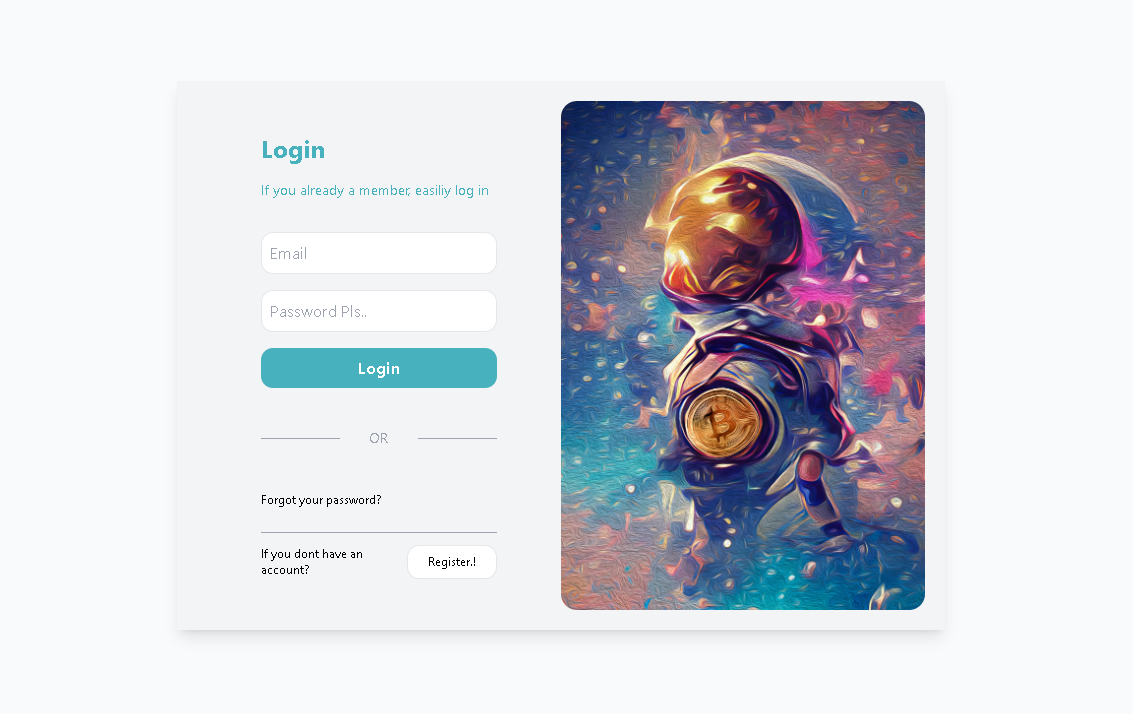 Login
If you already a member, easiliy log in
Email
Password Pls..
Login
OR
Forgot your password?
If you dont have an
account?
Register.!